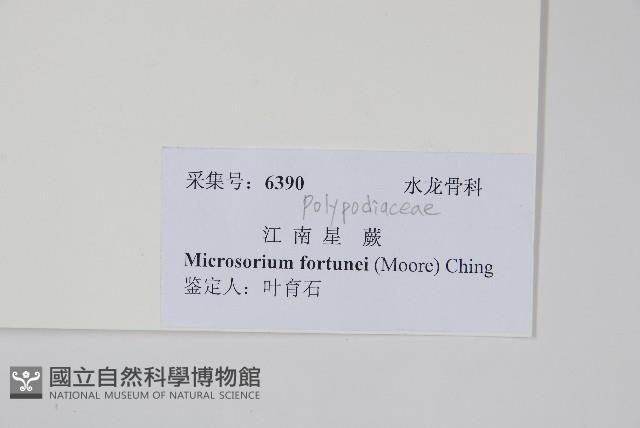 采集号：6390 水龙骨科
Polypodiaceae
江南星 蕨
Microsorium fortunei (Moore) Ching
鉴定人：叶育石
國立自然科學博物館
NATIONAL MUSEUM OF NATURAL SCIENCE